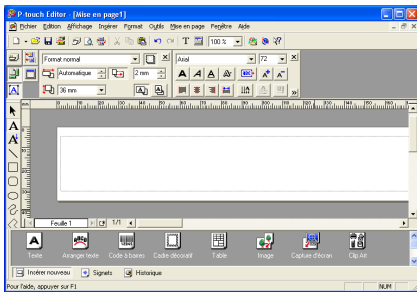 P-touch Editor - [Mise en page1]
Fichier Edition Affichage Insérer Format Outils Mise en page Fenêtre Aide
100 %
Format normal Arial 72
Automatique 2 mm
36 mm
Feuille 1 1/1
Texte Arranger texte Code à barres Cadre décoratif Table Image Capture d'écran Clip Art
Insérer nouveau Signets Historique
Pour l'aide, appuyer sur F1 NUM